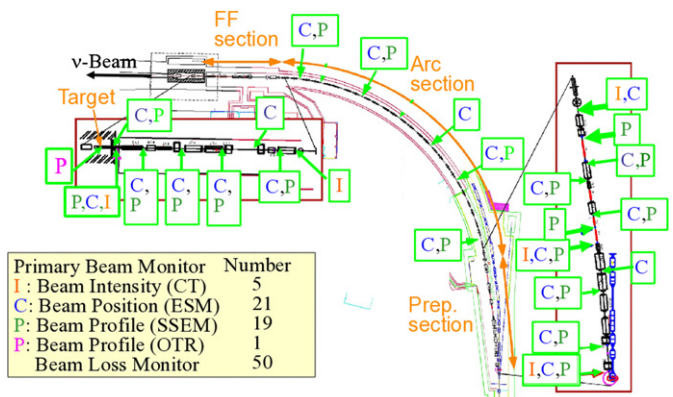 FF
section
C,P
ν-Beam
C,P
Arc
section
Target
C,P
C
C
I,C
P
C,P
C,P
P
C,P
C,P
P,C,I
C,
P
C,
P
C,
P
C,P
I
C,P
P
I,C,P
C
C,P
C,P
Prep.
section
C,P
I,C,P
Primary Beam Monitor Number
I : Beam Intensity (CT) 5
C: Beam Position (ESM) 21
P: Beam Profile (SSEM) 19
P: Beam Profile (OTR) 1
Beam Loss Monitor 50